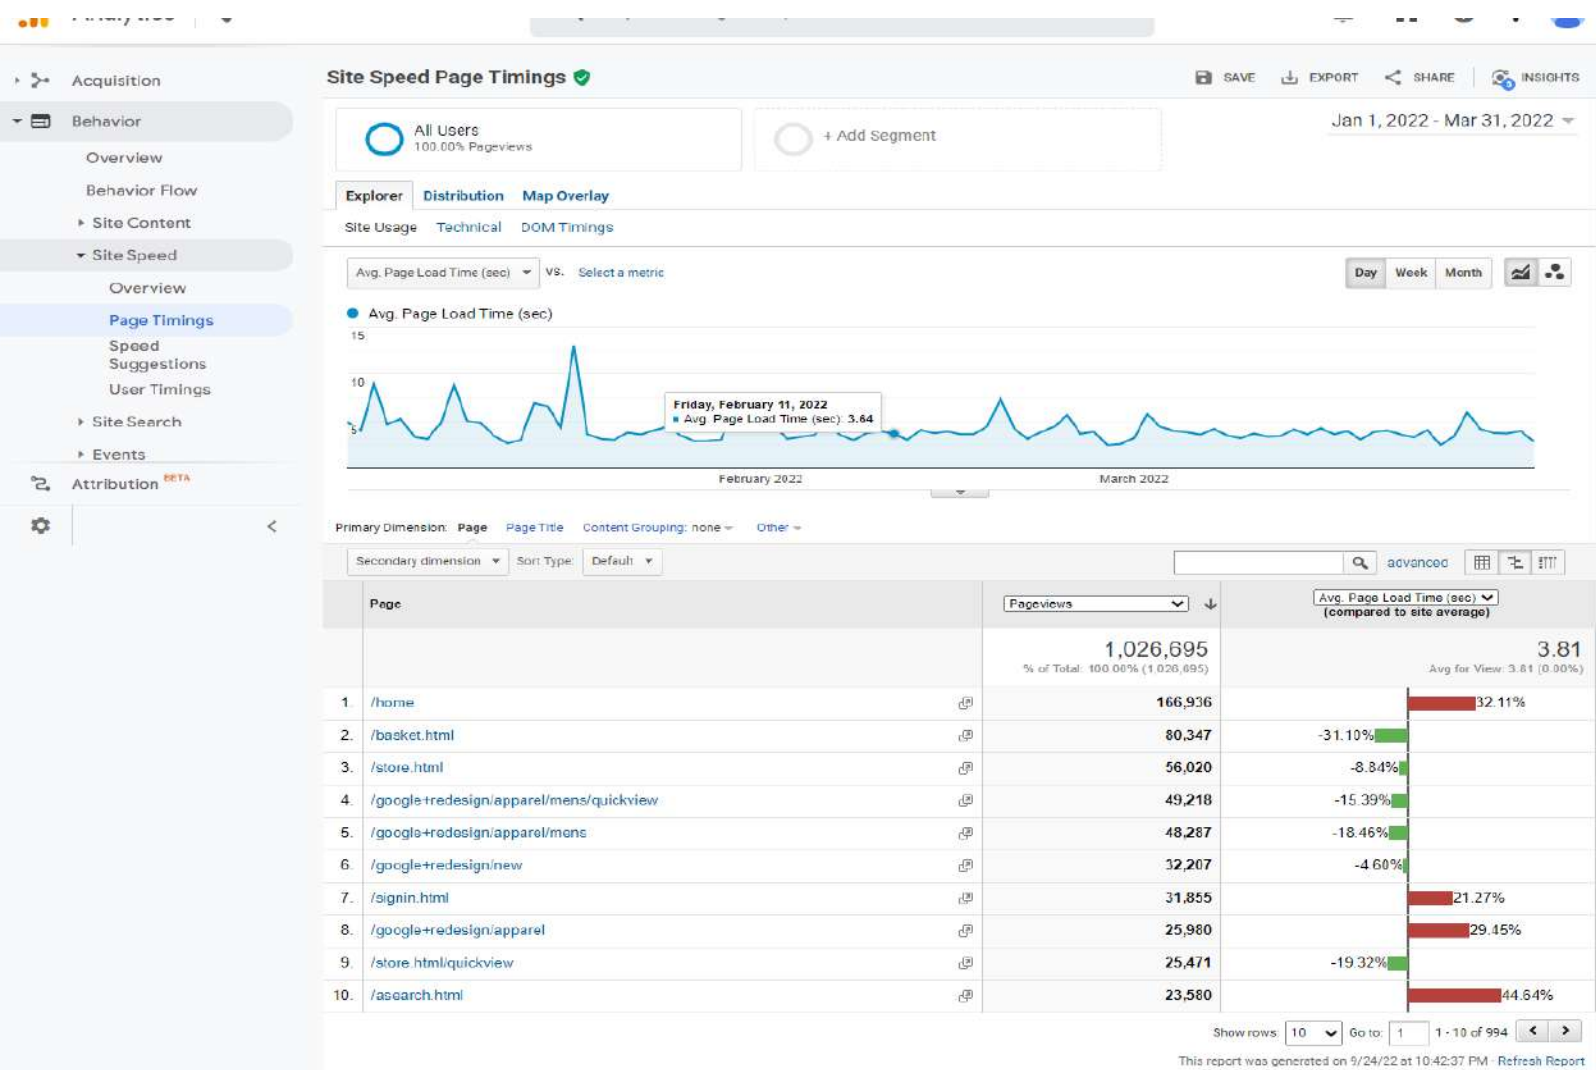 Acquisition
Behavior
Overview
Behavior Flow
Site Content
Site Speed
Overview
Page Timings
Speed
Suggestions
User Timings
Site Search
Events
Attribution BETA
Site Speed Page Timings
SAVE EXPORT SHARE INSIGHTS
All Users
100.00% Pageviews
+ Add Segment
Jan 1, 2022 - Mar 31, 2022
Explorer Distribution Map Overlay
Site Usage Technical DOM Timings
Avg. Page Load Time (sec) VS. Select a metric
Day Week Month
Avg. Page Load Time (sec)
15
10
5
Friday, February 11, 2022
Avg. Page Load Time (sec): 3.64
February 2022 March 2022
Primary Dimension: Page Page Title Content Grouping: none Other
Secondary dimension Sort Type: Default
advanced
Page Pageviews Avg. Page Load Time (sec)
(compared to site average)
1,026,695 3.81
% of Total: 100.00% (1,026,695) Avg for View: 3.81 (0.00%)
1. /home 166,936 32.11%
2. /basket.html 80,347 -31.10%
3. /store.html 56,020 -8.84%
4. /google+redesign/apparel/mens/quickview 49,218 -15.39%
5. /google+redesign/apparel/mens 48,287 -18.46%
6. /google+redesign/new 32,207 -4.60%
7. /signin.html 31,855 21.27%
8. /google+redesign/apparel 25,980 29.45%
9. /store.html/quickview 25,471 -19.32%
10. /asearch.html 23,580 44.64%
Show rows: 10 Go to: 1 1 - 10 of 994
This report was generated on 9/24/22 at 10:42:37 PM - Refresh Report